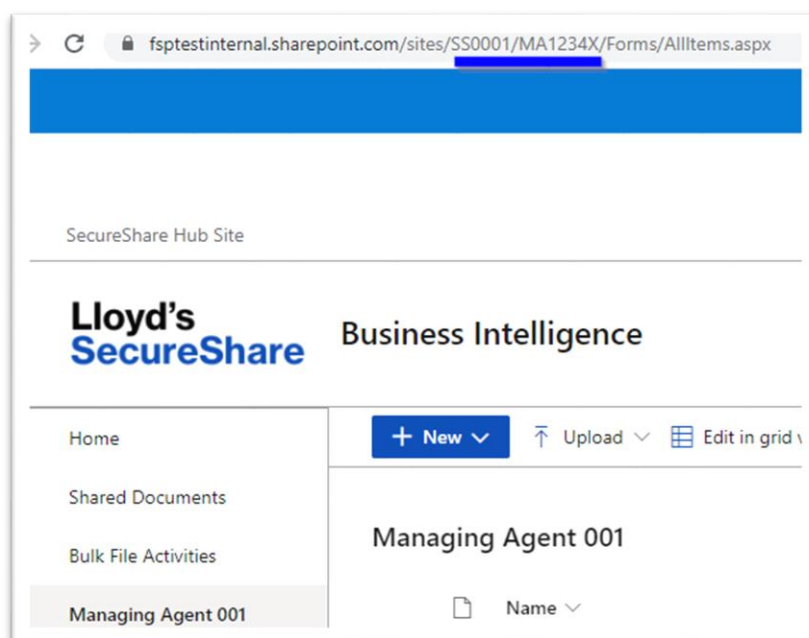 fsptestinternal.sharepoint.com/sites/SS0001/MA1234X/Forms/AllItems.aspx
SecureShare Hub Site
Lloyd's
SecureShare
Business Intelligence
Home
Shared Documents
Bulk File Activities
Managing Agent 001
+ New
Upload
Edit in grid
Managing Agent 001
Name